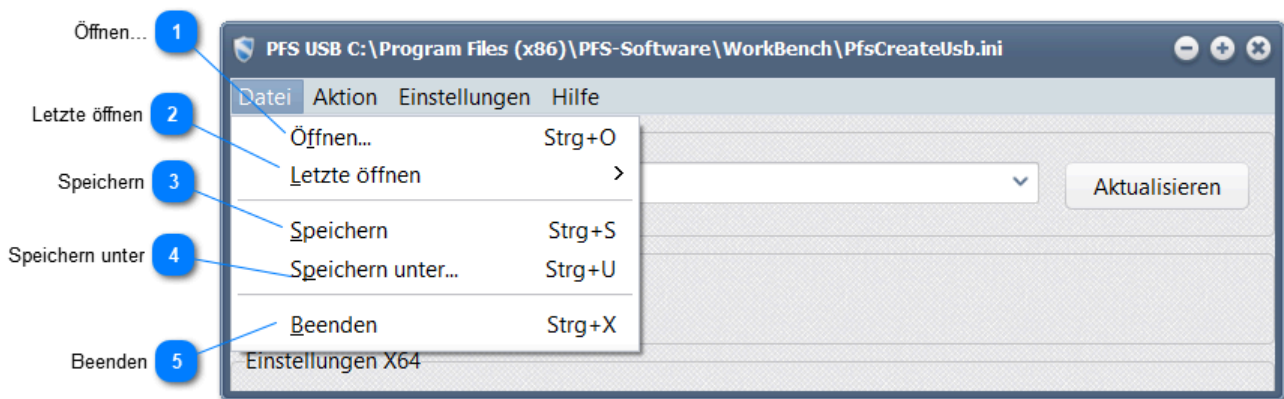 Öffnen... 1
PFS USB C:\Program Files (x86)\PFS-Software\WorkBench\PfsCreateUsb.ini
Datei Aktion Einstellungen Hilfe
Letzte öffnen 2
Öffnen... Strg+O
Letzte öffnen
Aktualisieren
Speichern 3
Speichern Strg+S
Speichern unter 4
Speichern unter... Strg+U
Beenden Strg+X
Beenden 5
Einstellungen X64